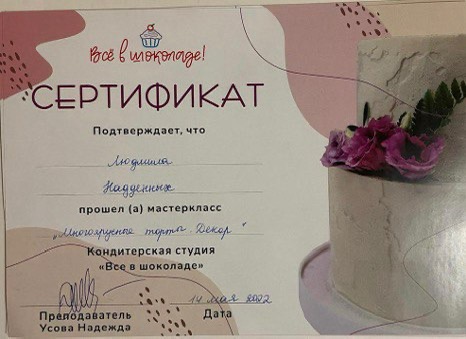 Всё в шоколаде!
СЕРТИФИКАТ
Подтверждает, что
Людмила
Надденных
прошел (а) мастеркласс
„Многоярусные торты. Декор"
Кондитерская студия
«Все в шоколаде»
14 мая 2022
Преподаватель Дата
Усова Надежда